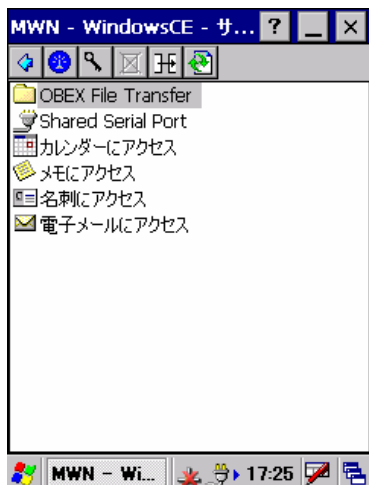 MWN - WindowsCE - サ... ? _ ×
OBEX File Transfer
Shared Serial Port
カレンダーにアクセス
メモにアクセス
名刺にアクセス
電子メールにアクセス
MWN - Wi... 17:25